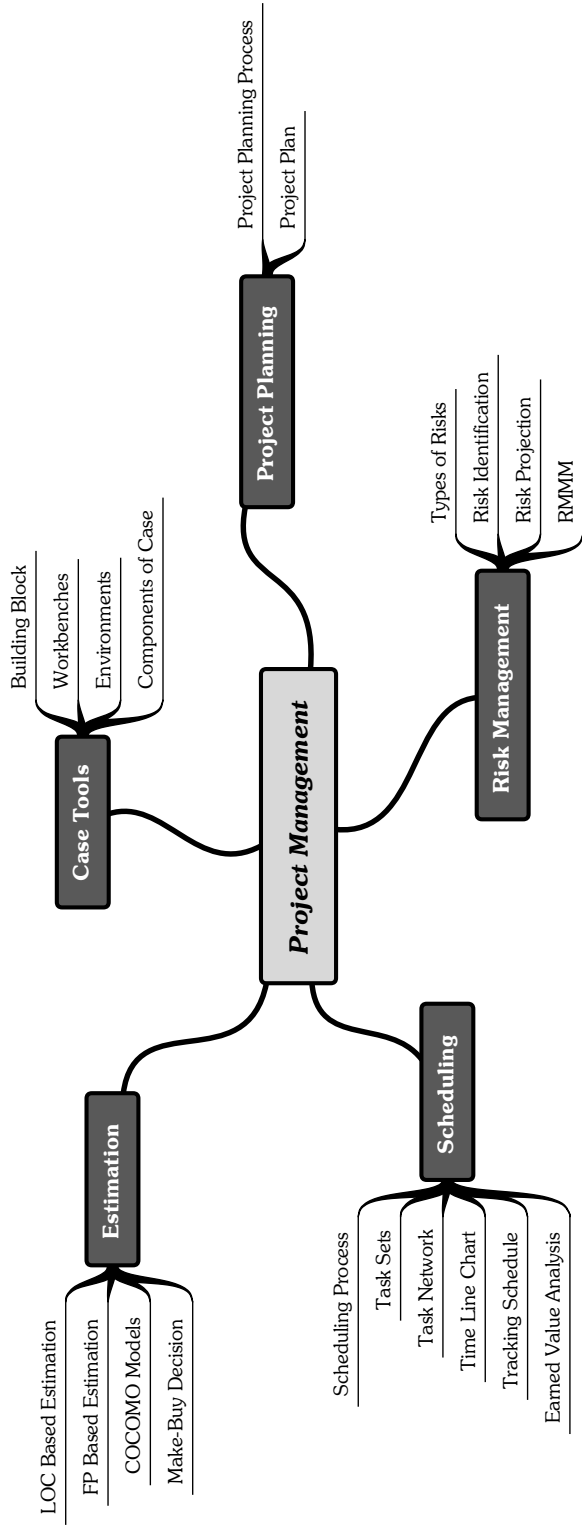 Project Management
Estimation
LOC Based Estimation
FP Based Estimation
COCOMO Models
Make-Buy Decision
Case Tools
Building Block
Workbenches
Environments
Components of Case
Project Planning
Project Planning Process
Project Plan
Scheduling
Scheduling Process
Task Sets
Task Network
Time Line Chart
Tracking Schedule
Earned Value Analysis
Risk Management
Types of Risks
Risk Identification
Risk Projection
RMMM